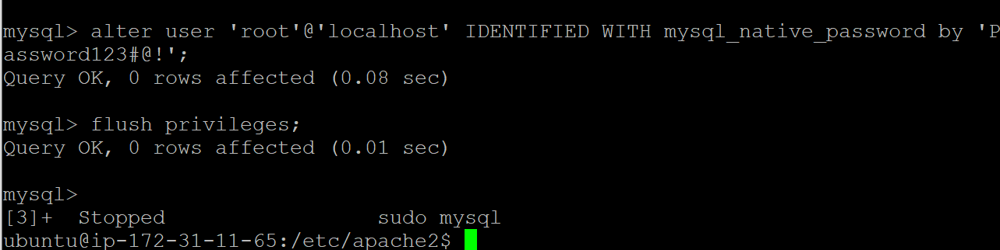 mysql> alter user 'root'@'localhost' IDENTIFIED WITH mysql_native_password by 'P
assword123#@!';
Query OK, 0 rows affected (0.08 sec)
mysql> flush privileges;
Query OK, 0 rows affected (0.01 sec)
mysql>
[3]+  Stopped                 sudo mysql
ubuntu@ip-172-31-11-65:/etc/apache2$